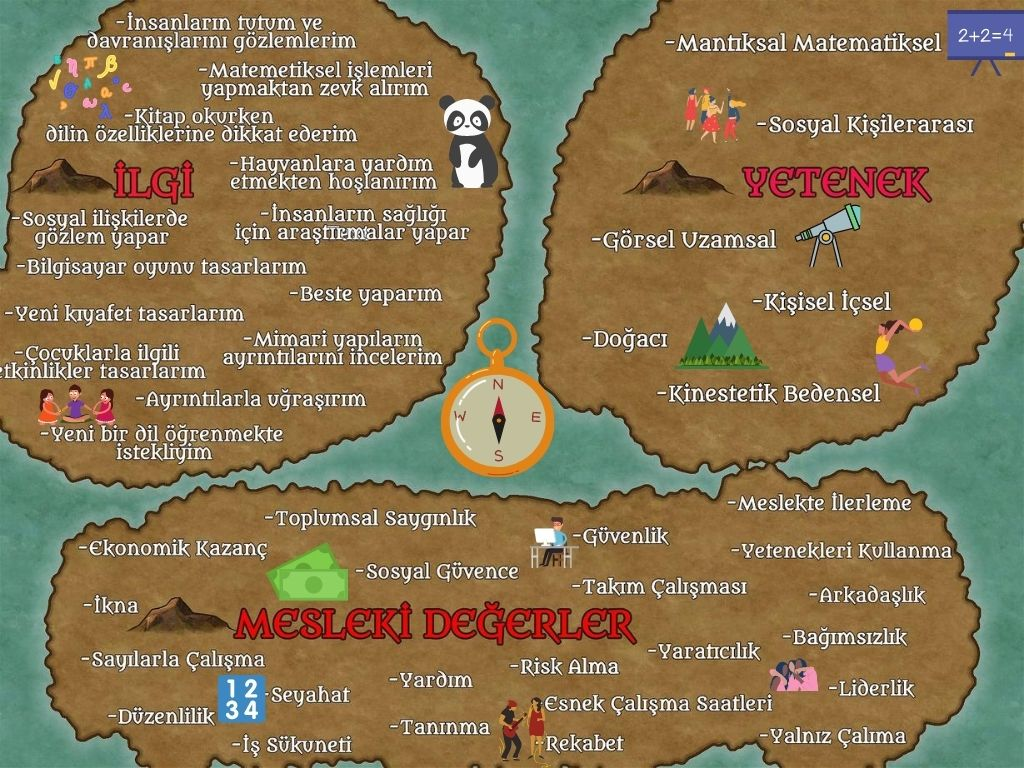 -İnsanların tutum ve
davranışlarını gözlemlerim
-Matemetiksel işlemleri
yapmaktan zevk alırım
-Kitap okurken
dilin özelliklerine dikkat ederim
-Hayvanlara yardım
etmekten hoşlanırım
İLGİ
-Sosyal ilişkilerde
gözlem yapar
-İnsanların sağlığı
için araştırmalar yapar
-Bilgisayar oyunu tasarlarım
-Beste yaparım
-Yeni kıyafet tasarlarım
-Mimari yapıların
ayrıntılarını incelerim
-Çocuklarla ilgili
etkinlikler tasarlarım
-Ayrıntılarla uğraşırım
-Yeni bir dil öğrenmekte
istekliyim
-Mantıksal Matematiksel
2+2=4
-Sosyal Kişilerarası
YETENEK
-Görsel Uzamsal
-Kişisel İçsel
-Doğacı
-Kinestetik Bedensel
N
W
E
S
-Toplumsal Saygınlık
-Ekonomik Kazanç
-Sosyal Güvence
-İkna
-Güvenlik
-Takım Çalışması
-Meslekte İlerleme
-Yetenekleri Kullanma
-Arkadaşlık
MESLEKİ DEĞERLER
-Bağımsızlık
-Yaratıcılık
-Risk Alma
-Sayılarla Çalışma
-Yardım
1 2
3 4
-Seyahat
-Liderlik
-Esnek Çalışma Saatleri
-Düzenlilik
-Tanınma
-Yalnız Çalıma
-İş Sükuneti
-Rekabet